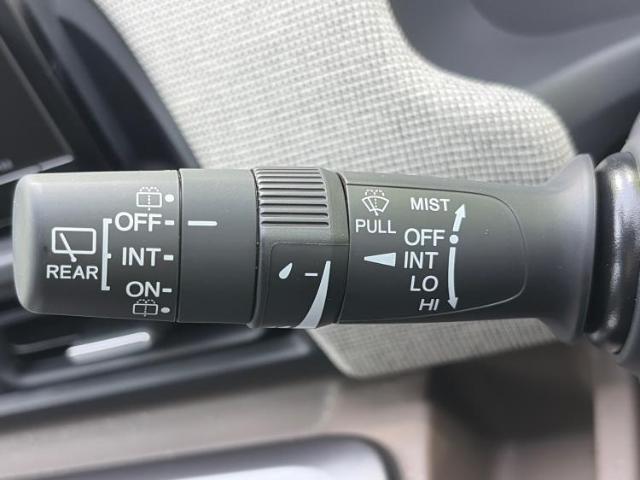 OFF
INT
ON
REAR
PULL
MIST
OFF
INT
LO
HI